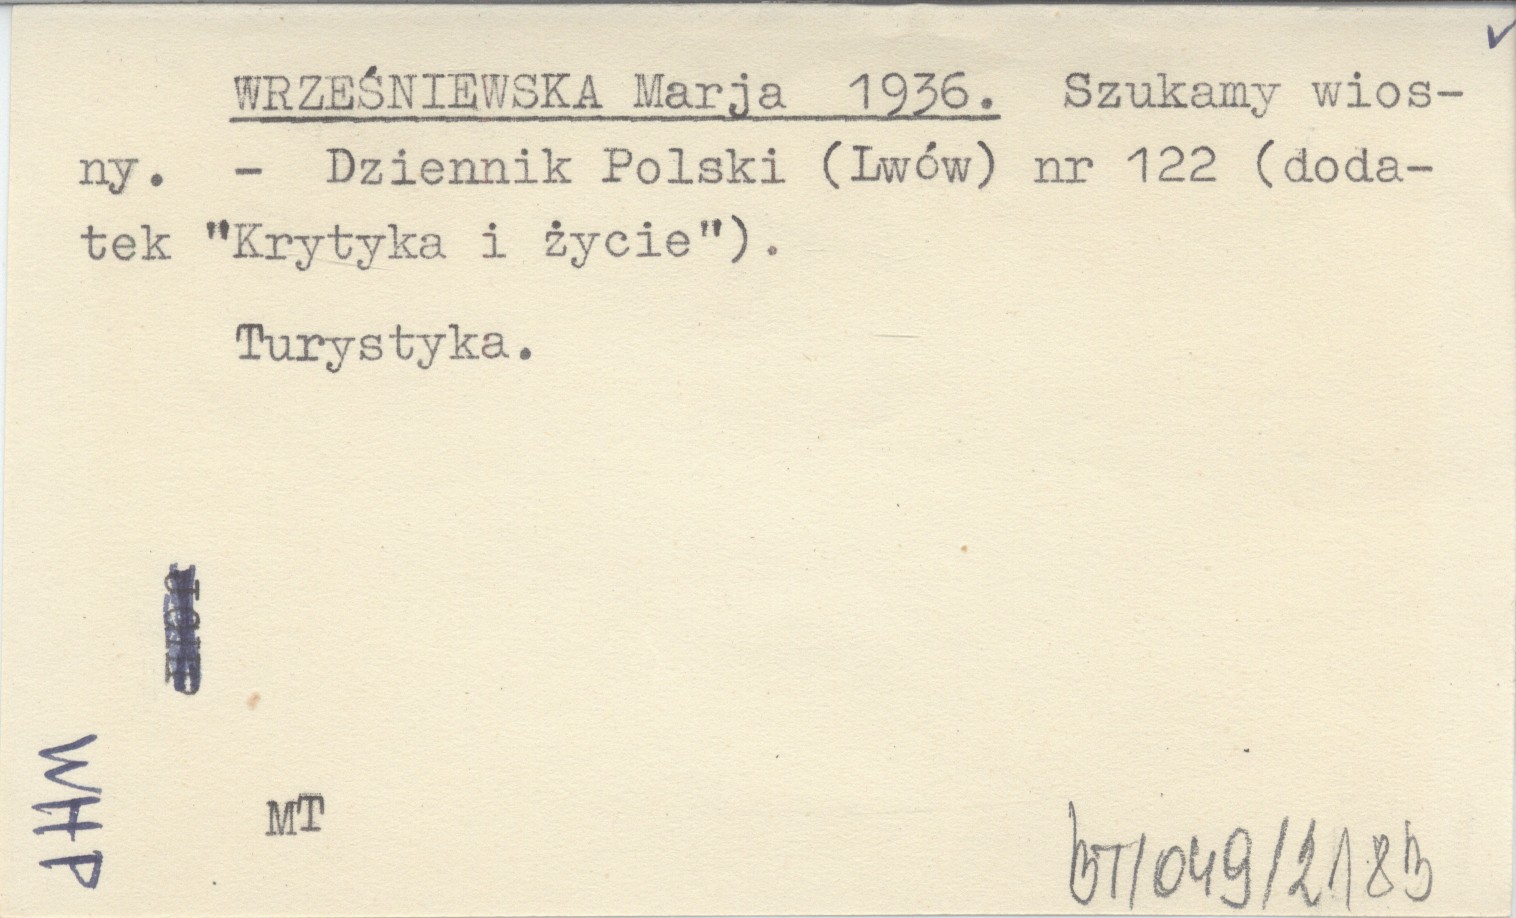 WRZEŚNIEWSKA Marja 1936. Szukamy wios-
ny. - Dziennik Polski (Lwów) nr 122 (doda-
tek "Krytyka i życie").
Turystyka.
WHP
MT
BT/049/2183